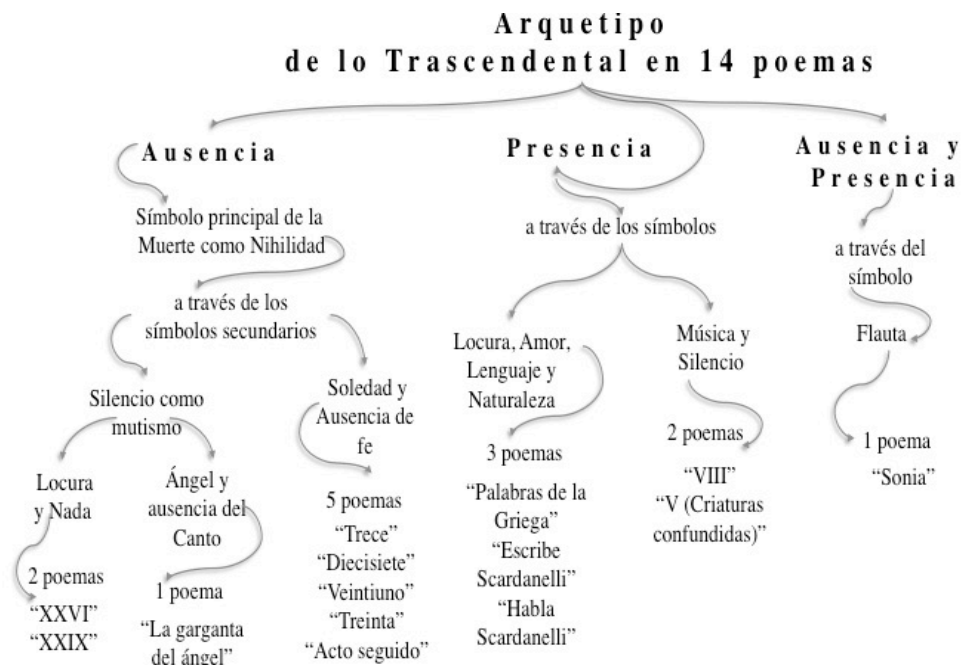 Arquetipo
de lo Trascendental en 14 poemas
Ausencia
Símbolo principal de la
Muerte como Nihilidad
a través de los
símbolos secundarios
Silencio como
mutismo
Locura
y Nada
2 poemas
“XXVI”
“XXIX”
Ángel y
ausencia del
Canto
1 poema
“La garganta
del ángel”
Soledad y
Ausencia de
fe
5 poemas
“Trece”
“Diecisiete”
“Veintiuno”
“Treinta”
“Acto seguido”
Presencia
a través de los símbolos
Locura, Amor,
Lenguaje y
Naturaleza
3 poemas
“Palabras de la
Griega”
“Escribe
Scardanelli”
“Habla
Scardanelli”
Música y
Silencio
2 poemas
“VIII”
“V (Criaturas
confundidas)”
Ausencia y
Presencia
a través del
símbolo
Flauta
1 poema
“Sonia”